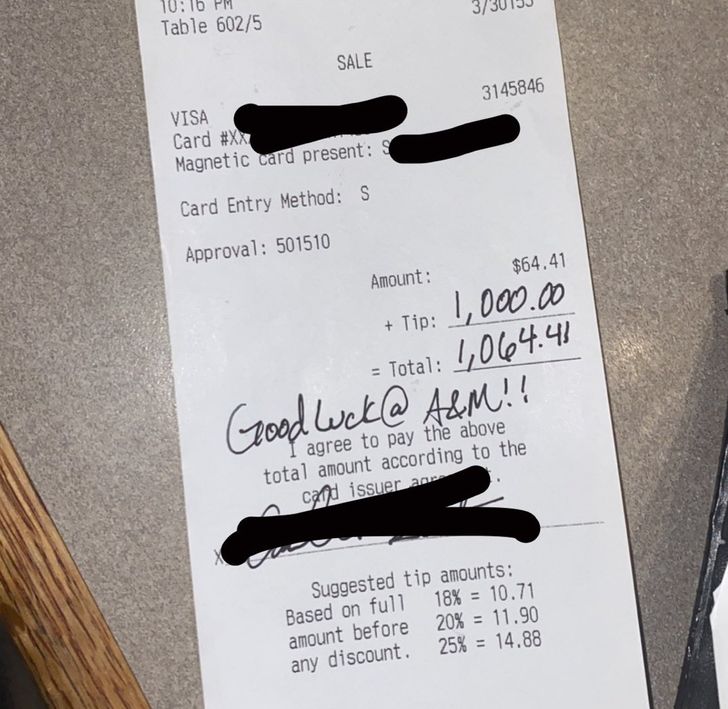 10:16 PM
Table 602/5
SALE
3145846
VISA
Card #XX
Magnetic card present: S
Card Entry Method: S
Approval: 501510
Amount: $64.41
+ Tip: 1,000.00
= Total: 1,064.41
Good Luck @ A&M!!
I agree to pay the above
total amount according to the
card issuer
X
Suggested tip amounts:
Based on full 18% = 10.71
amount before 20% = 11.90
any discount. 25% = 14.88